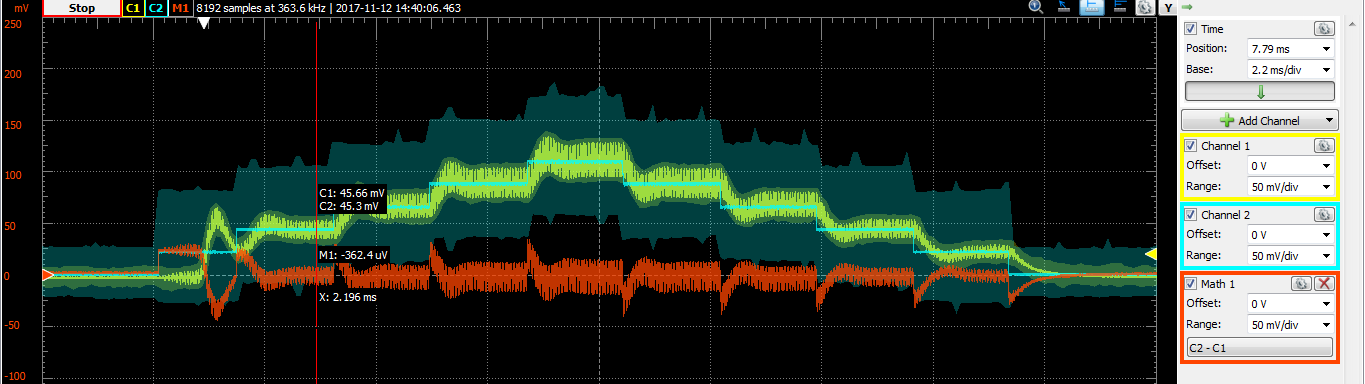 mV Stop C1 C2 M1 8192 samples at 363.6 kHz | 2017-11-12 14:40:06.463 Y
250
200
150
100
50
0
-50
-100
C1: 45.66 mV
C2: 45.3 mV
M1: -362.4 uV
X: 2.196 ms
Time
Position: 7.79 ms
Base: 2.2 ms/div
Add Channel
Channel 1
Offset: 0 V
Range: 50 mV/div
Channel 2
Offset: 0 V
Range: 50 mV/div
Math 1
Offset: 0 V
Range: 50 mV/div
C2 - C1